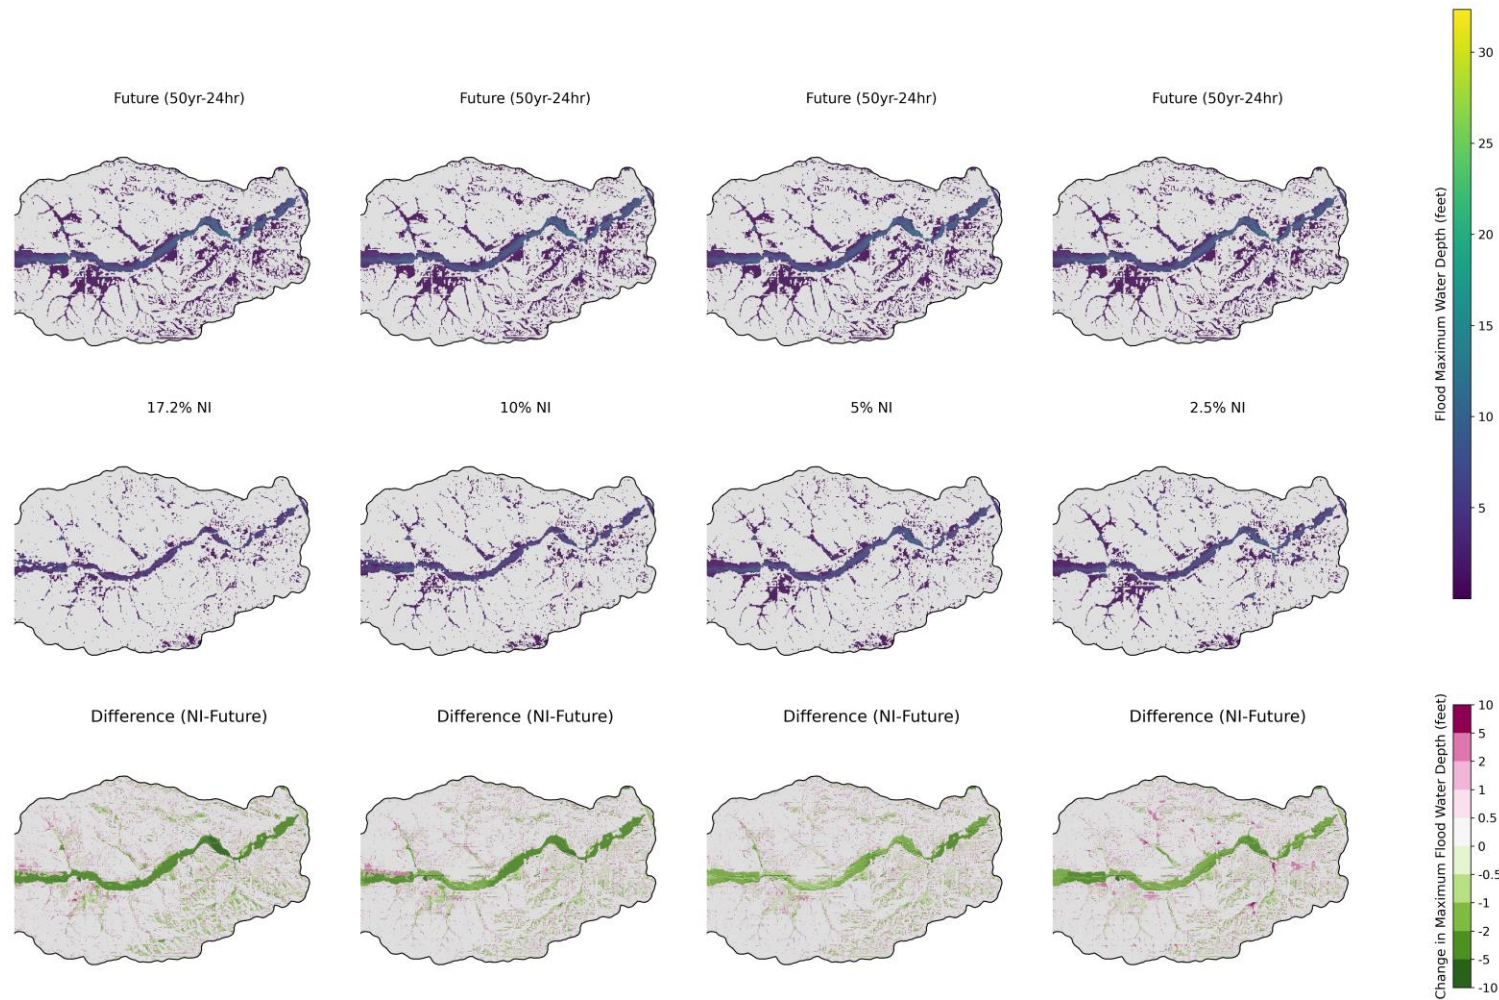 Future (50yr-24hr)
Future (50yr-24hr)
Future (50yr-24hr)
Future (50yr-24hr)
17.2% NI
10% NI
5% NI
2.5% NI
Difference (NI-Future)
Difference (NI-Future)
Difference (NI-Future)
Difference (NI-Future)
Flood Maximum Water Depth (feet)
30
25
20
15
10
5
Change in Maximum Flood Water Depth (feet)
10
5
2
1
0.5
0
-0.5
-1
-2
-5
-10